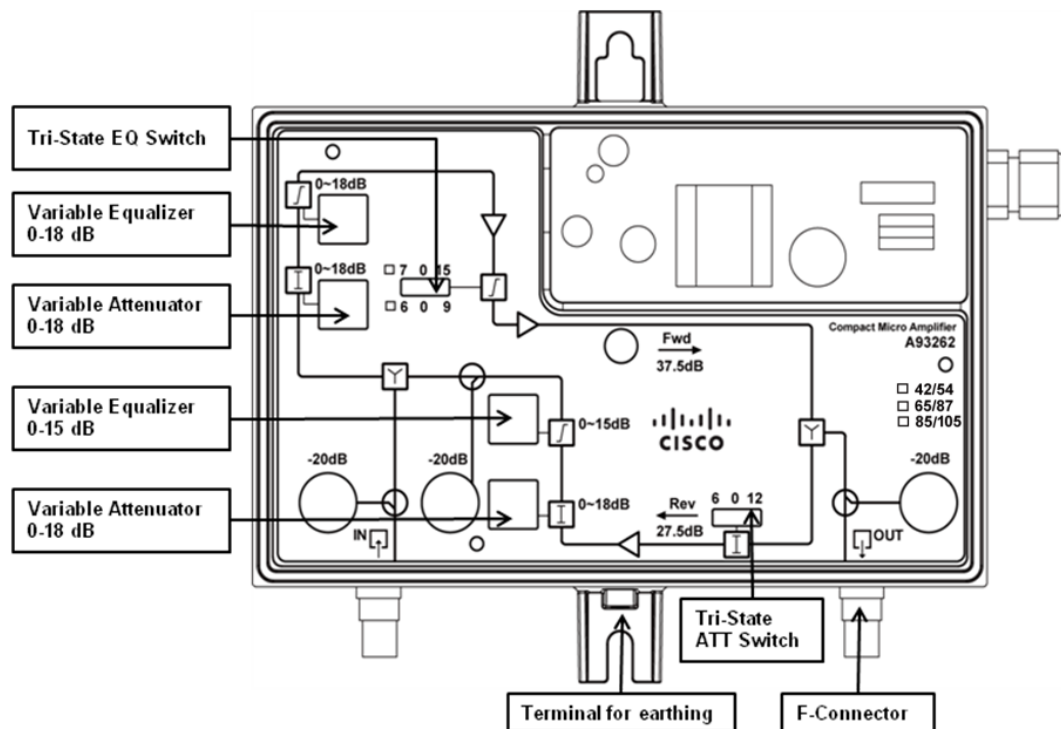 Tri-State EQ Switch
Variable Equalizer
0-18 dB
Variable Attenuator
0-18 dB
Variable Equalizer
0-15 dB
Variable Attenuator
0-18 dB
0~18dB
0~18dB
7 0 15
6 0 9
Fwd
37.5dB
Compact Micro Amplifier
A93262
42/54
65/87
85/105
CISCO
0~15dB
-20dB
-20dB
-20dB
0~18dB
Rev
27.5dB
6 0 12
IN
OUT
Tri-State
ATT Switch
Terminal for earthing
F-Connector